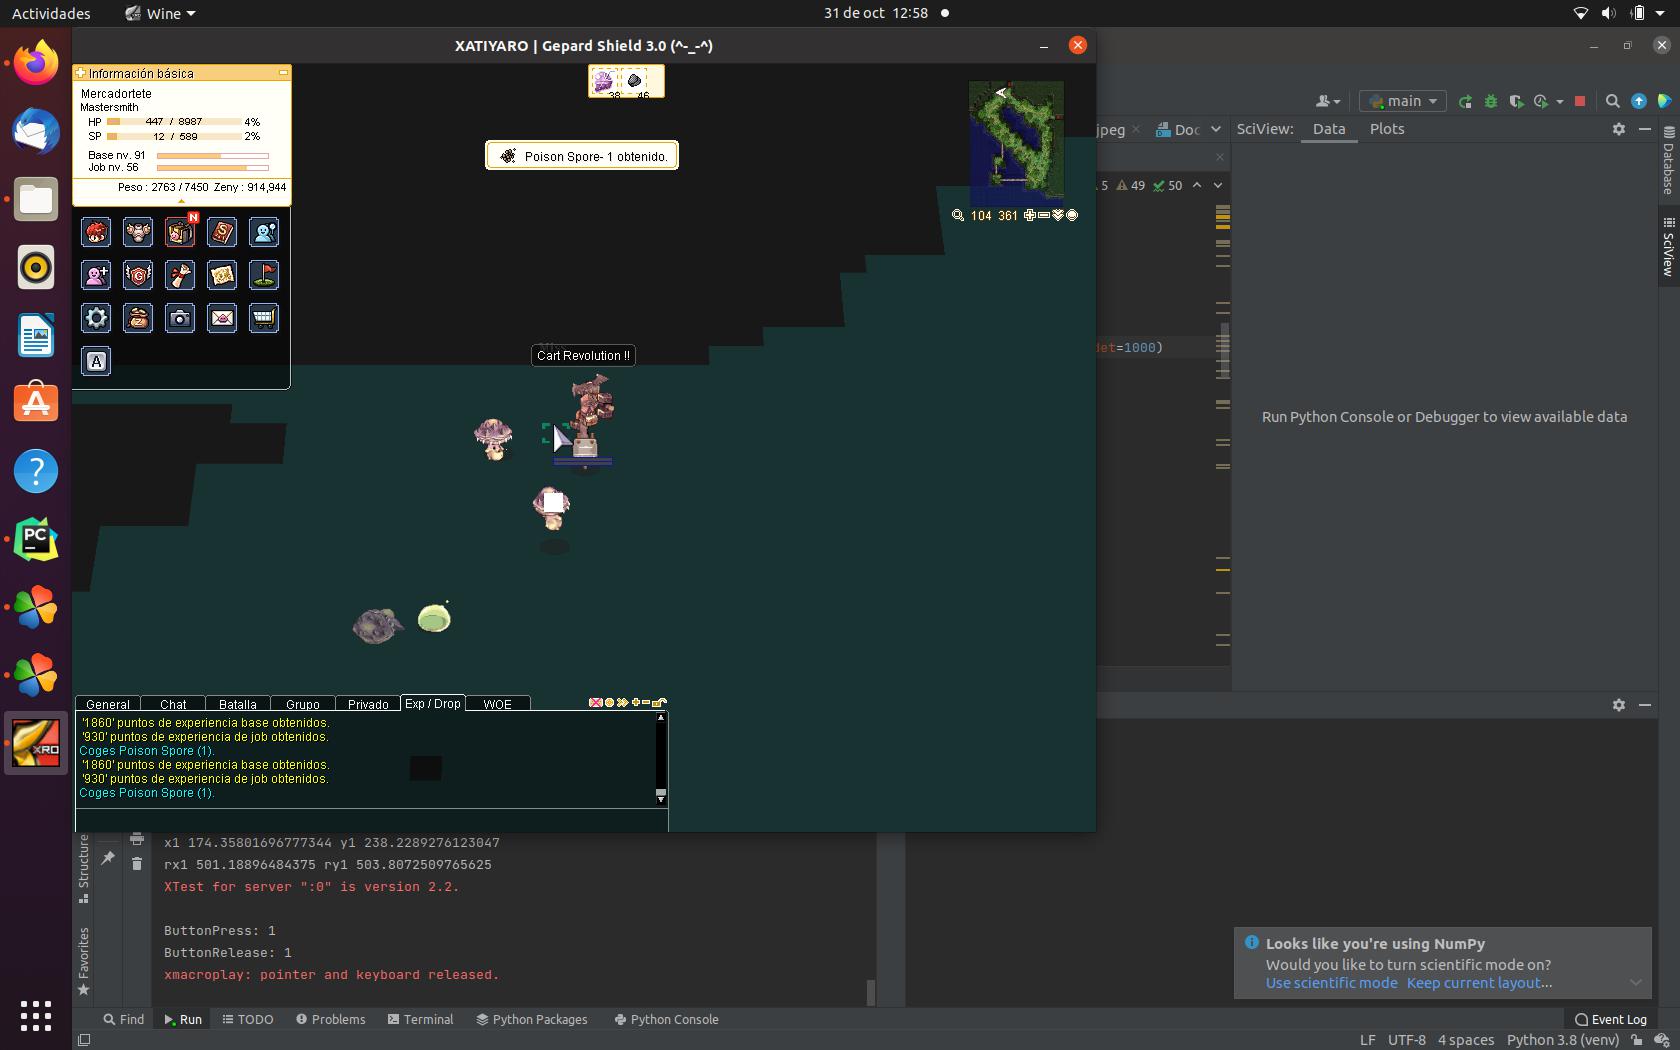 Actividades
Wine
31 de oct 12:58
XATIYARO | Gepard Shield 3.0 (^-_-^)
Información básica
Mercadortete
Mastersmith
HP 447 / 8987 4%
SP 12 / 589 2%
Base nv. 91
Job nv. 56
Peso : 2763 / 7450 Zeny : 914,944
N
38 46
Poison Spore- 1 obtenido.
104 361
A
Cart Revolution !!
General Chat Batalla Grupo Privado Exp / Drop WOE
'1860' puntos de experiencia base obtenidos.
'930' puntos de experiencia de job obtenidos.
Coges Poison Spore (1).
'1860' puntos de experiencia base obtenidos.
'930' puntos de experiencia de job obtenidos.
Coges Poison Spore (1).
main
jpeg
Doc
SciView: Data Plots
5 49 50
det=1000)
Run Python Console or Debugger to view available data
Database
SciView
PC
XRO
Structure
Favorites
x1 174.35801696777344 y1 238.2289276123047
rx1 501.18896484375 ry1 503.8072509765625
XTest for server ":0" is version 2.2.
ButtonPress: 1
ButtonRelease: 1
xmacroplay: pointer and keyboard released.
Looks like you're using NumPy
Would you like to turn scientific mode on?
Use scientific mode Keep current layout...
Find Run TODO Problems Terminal Python Packages Python Console
Event Log
LF UTF-8 4 spaces Python 3.8 (venv)